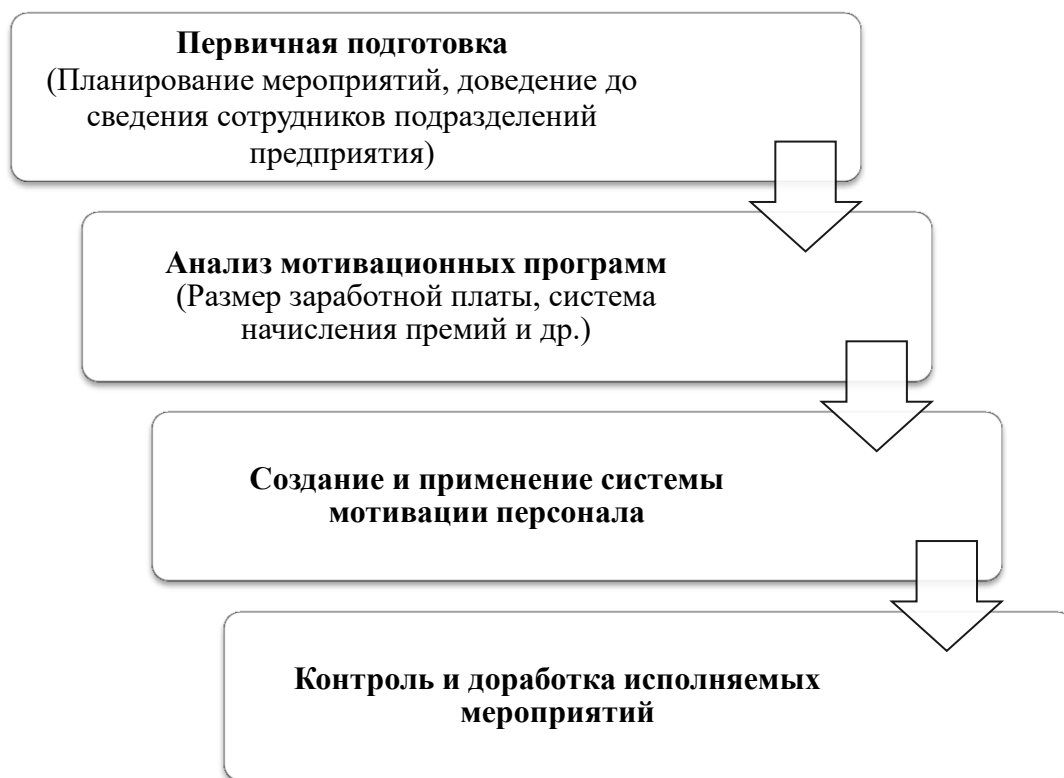 Первичная подготовка
(Планирование мероприятий, доведение до
сведения сотрудников подразделений
предприятия)
Анализ мотивационных программ
(Размер заработной платы, система
начисления премий и др.)
Создание и применение системы
мотивации персонала
Контроль и доработка исполняемых
мероприятий